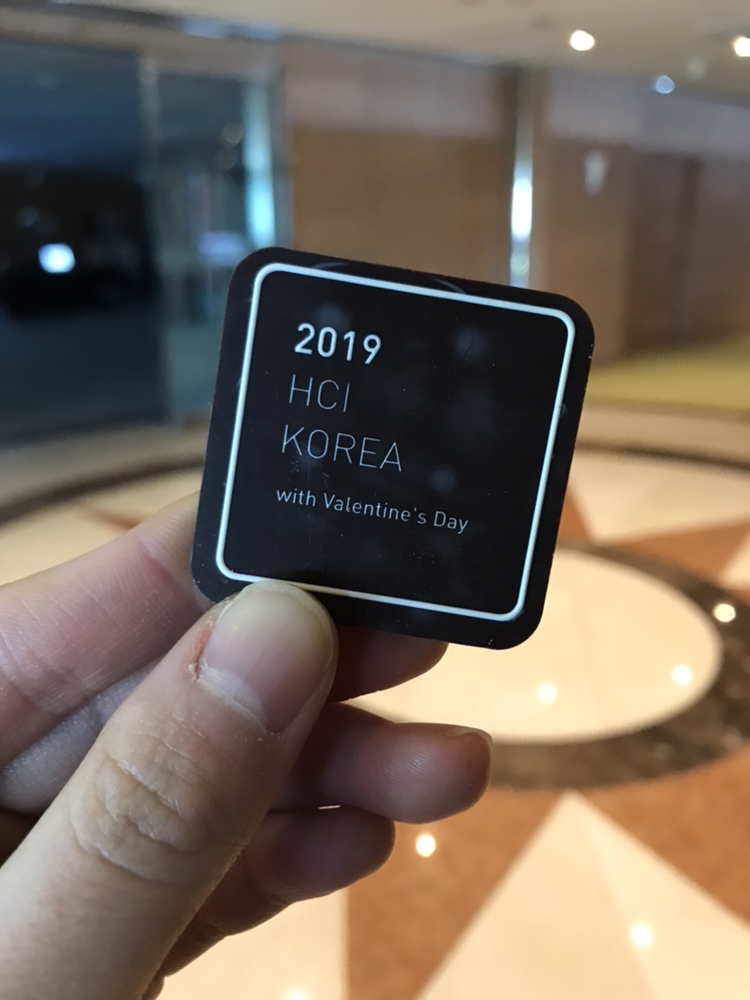 2019
HCI
KOREA
with Valentine's Day